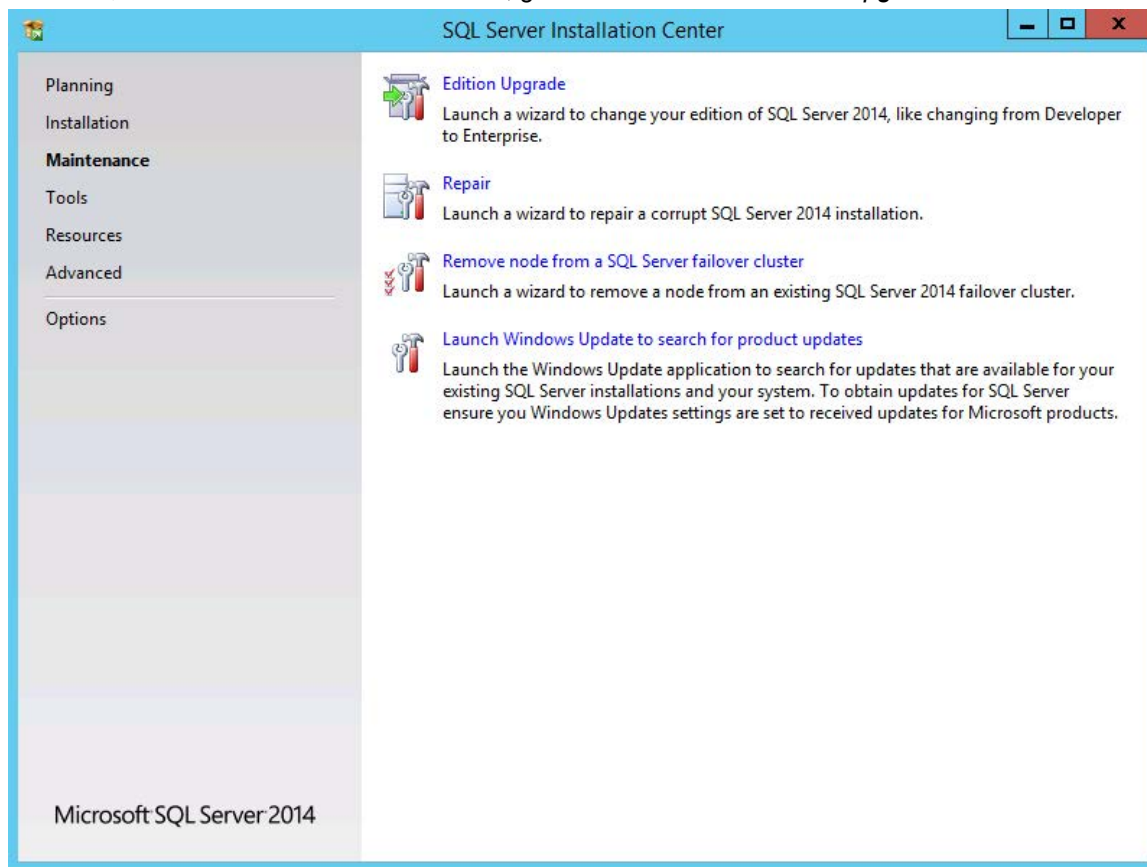 SQL Server Installation Center
Planning
Installation
Maintenance
Tools
Resources
Advanced
Options
Edition Upgrade
Launch a wizard to change your edition of SQL Server 2014, like changing from Developer
to Enterprise.
Repair
Launch a wizard to repair a corrupt SQL Server 2014 installation.
Remove node from a SQL Server failover cluster
Launch a wizard to remove a node from an existing SQL Server 2014 failover cluster.
Launch Windows Update to search for product updates
Launch the Windows Update application to search for updates that are available for your
existing SQL Server installations and your system. To obtain updates for SQL Server
ensure you Windows Updates settings are set to received updates for Microsoft products.
Microsoft SQL Server 2014